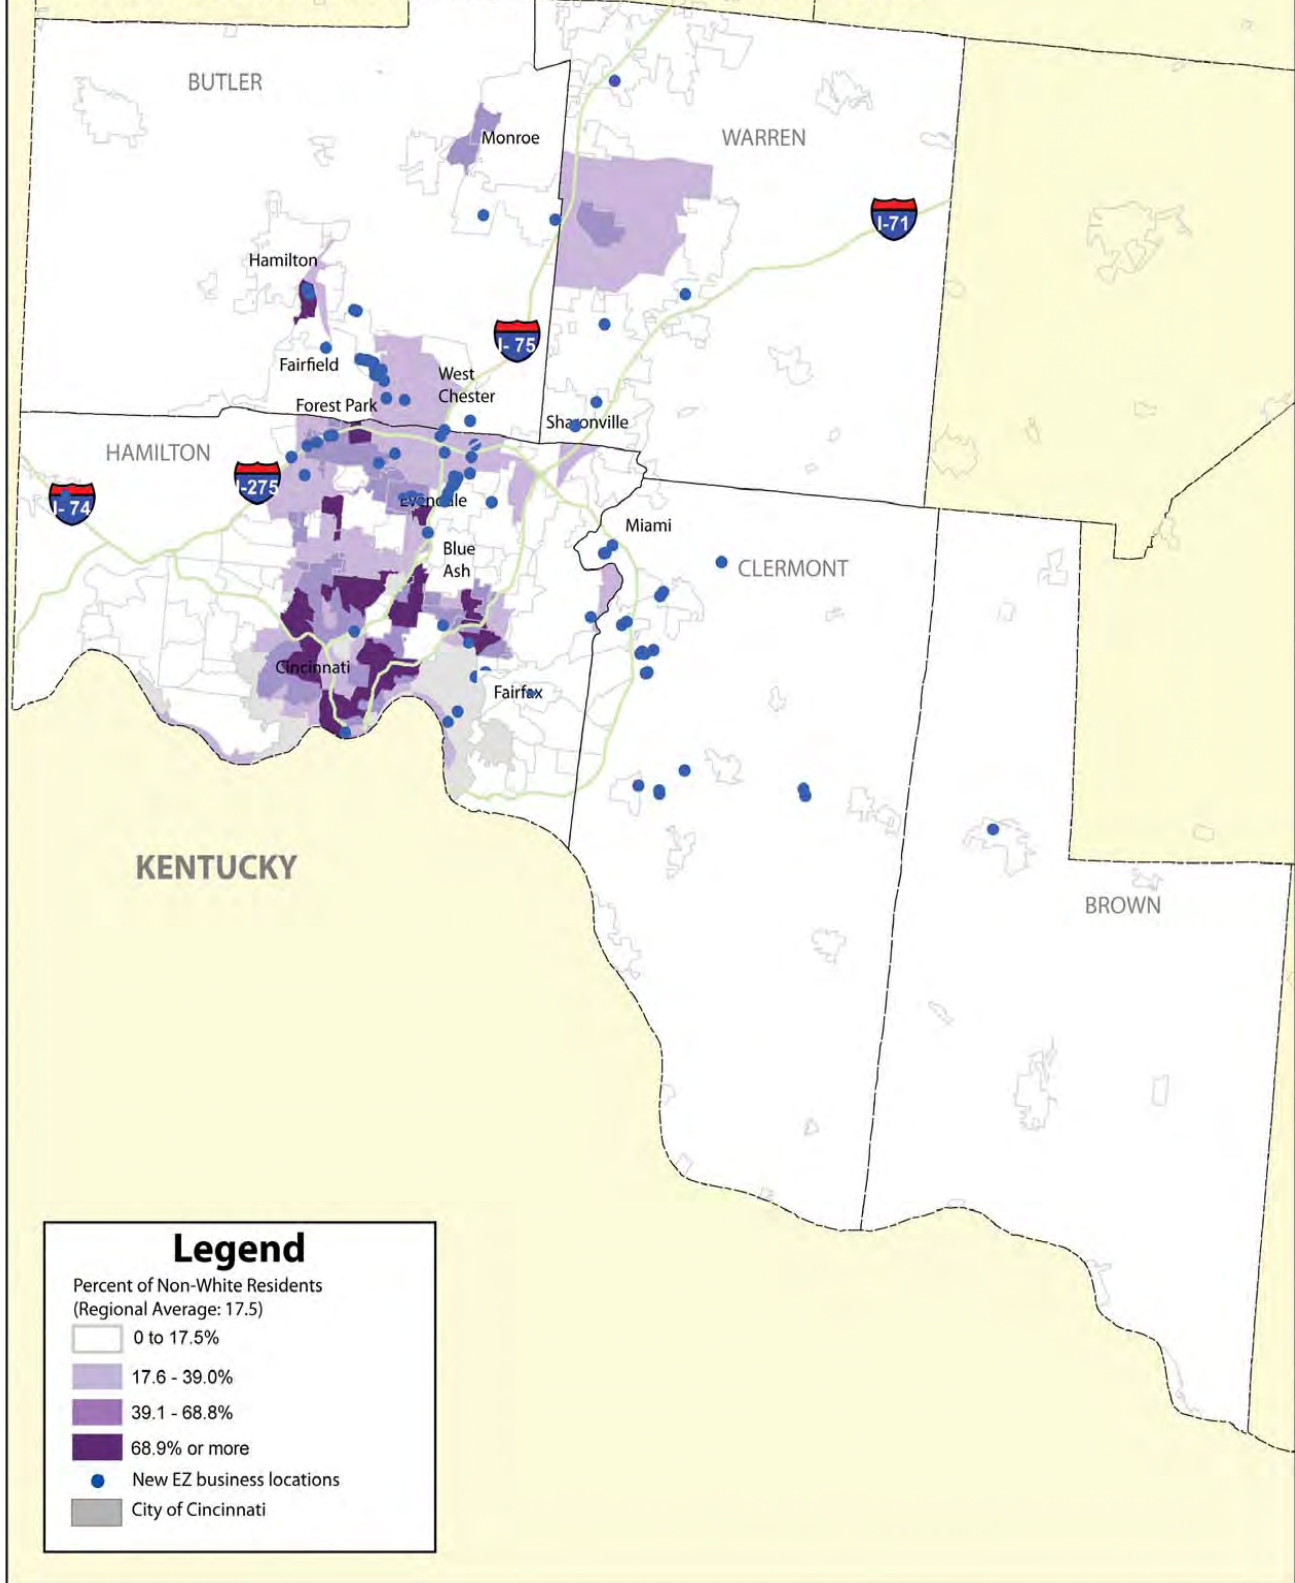 BUTLER
Monroe
WARREN
I-71
Hamilton
I- 75
Fairfield
West
Chester
Forest Park
Sharonville
HAMILTON
I-275
I- 74
Evendale
Miami
Blue
Ash
CLERMONT
Cincinnati
Fairfax
KENTUCKY
BROWN
Legend
Percent of Non-White Residents
(Regional Average: 17.5)
0 to 17.5%
17.6 - 39.0%
39.1 - 68.8%
68.9% or more
New EZ business locations
City of Cincinnati